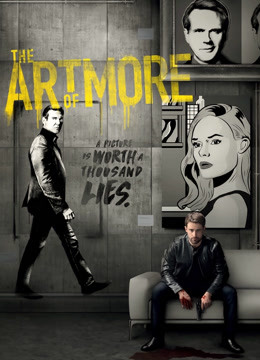 THE
ART OF MORE
A PICTURE
IS WORTH A
THOUSAND
LIES.